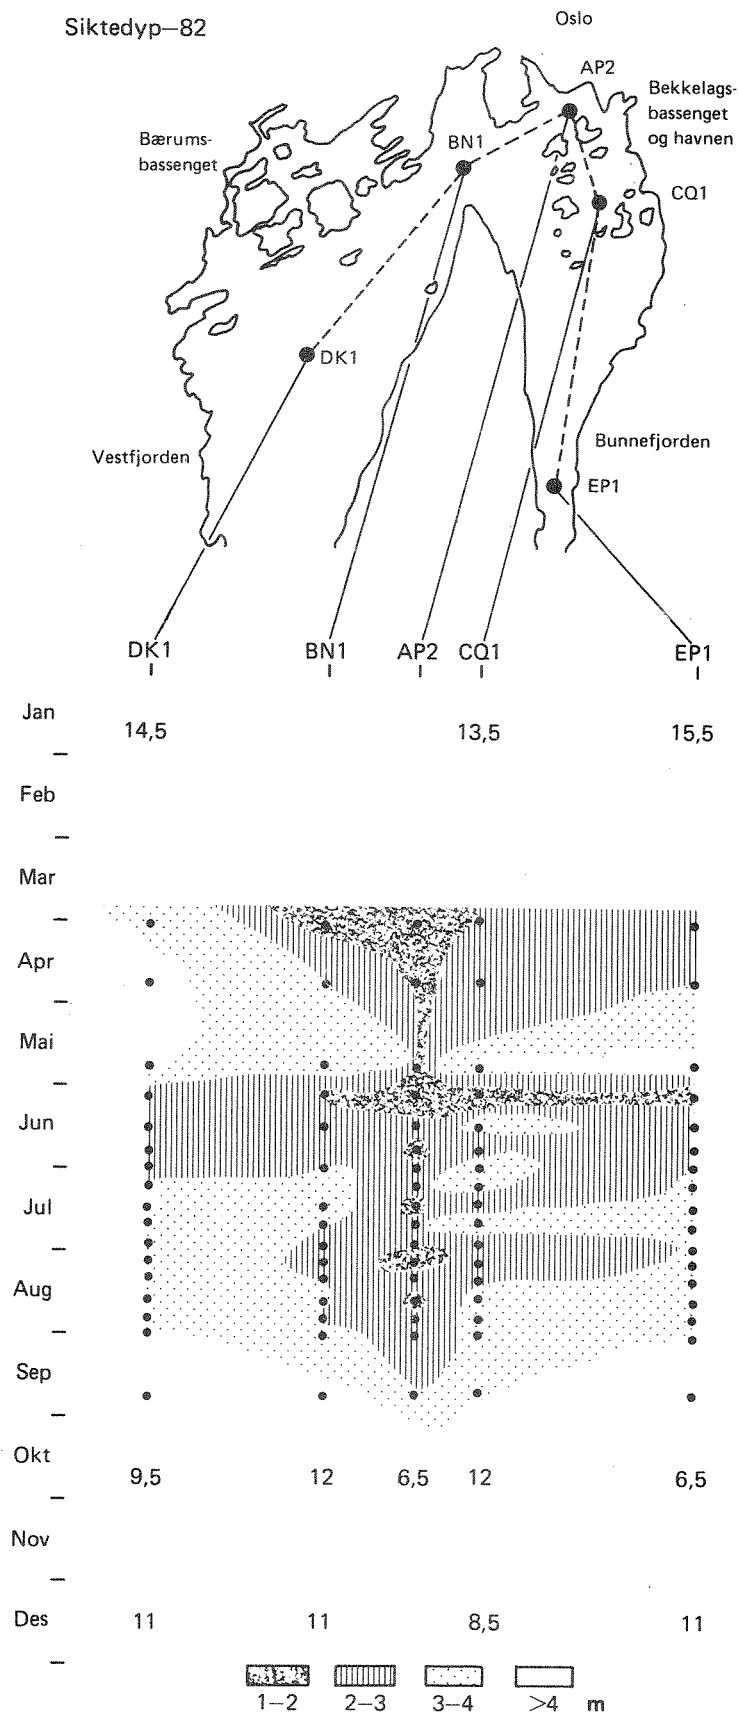 Siktedyp–82
Oslo
AP2
Bekkelags-
bassenget
og havnen
Bærums-
bassenget
BN1
CQ1
DK1
Vestfjorden
Bunnefjorden
EP1
DK1 BN1 AP2 CQ1 EP1
Jan
14,5 13,5 15,5
Feb
Mar
Apr
Mai
Jun
Jul
Aug
Sep
Okt
9,5 12 6,5 12 6,5
Nov
Des 11 11 8,5 11
1–2 2–3 3–4 >4 m